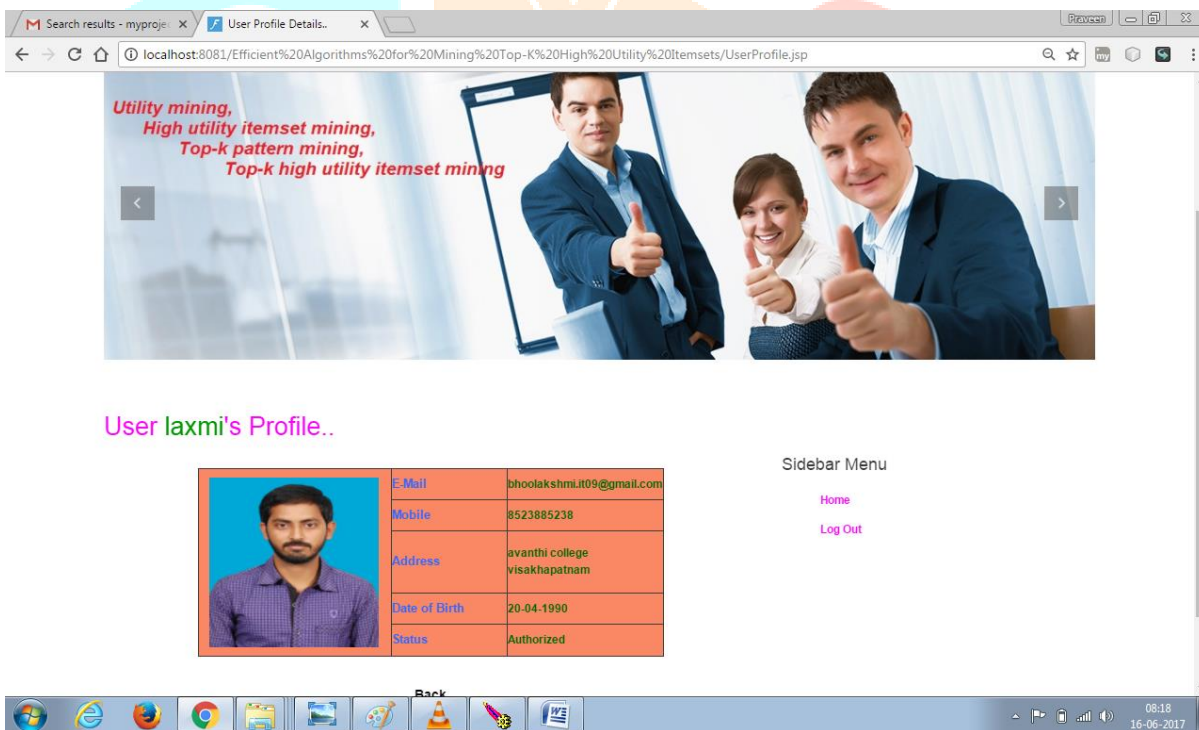 Search results - myprojec
User Profile Details..
Praveen
localhost:8081/Efficient%20Algorithms%20for%20Mining%20Top-K%20High%20Utility%20Itemsets/UserProfile.jsp
my
Utility mining,
High utility itemset mining,
Top-k pattern mining,
Top-k high utility itemset mining
User laxmi's Profile..
E-Mail bhoolakshmi.it09@gmail.com
Mobile 8523885238
Address avanthi college
visakhapatnam
Date of Birth 20-04-1990
Status Authorized
Back
Sidebar Menu
Home
Log Out
08:18
16-06-2017